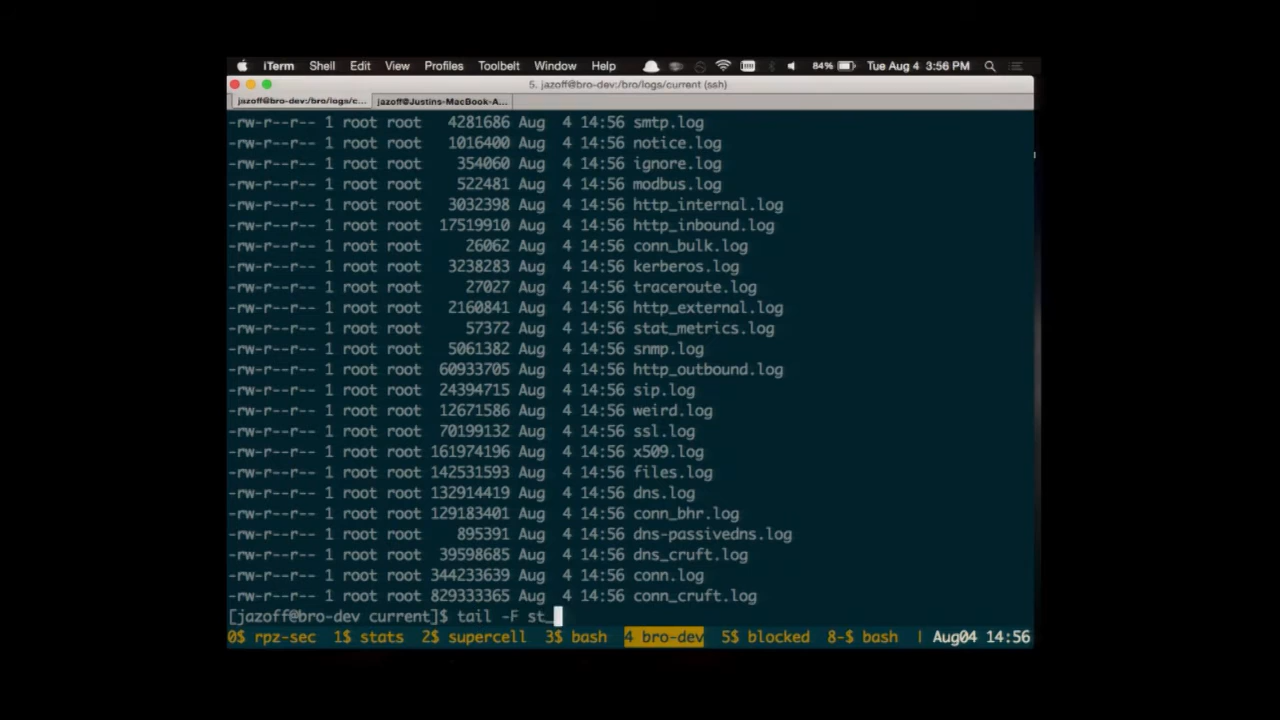 iTerm Shell Edit View Profiles Toolbelt Window Help 84% Tue Aug 4 3:56 PM
5. jazoff@bro-dev:/bro/logs/current (ssh)
jazoff@bro-dev:/bro/logs/c... jazoff@Justins-MacBook-A...
-rw-r--r-- 1 root root 4281686 Aug 4 14:56 smtp.log
-rw-r--r-- 1 root root 1016400 Aug 4 14:56 notice.log
-rw-r--r-- 1 root root 354060 Aug 4 14:56 ignore.log
-rw-r--r-- 1 root root 522481 Aug 4 14:56 modbus.log
-rw-r--r-- 1 root root 3032398 Aug 4 14:56 http_internal.log
-rw-r--r-- 1 root root 17519910 Aug 4 14:56 http_inbound.log
-rw-r--r-- 1 root root 26062 Aug 4 14:56 conn_bulk.log
-rw-r--r-- 1 root root 3238283 Aug 4 14:56 kerberos.log
-rw-r--r-- 1 root root 27027 Aug 4 14:56 traceroute.log
-rw-r--r-- 1 root root 2160841 Aug 4 14:56 http_external.log
-rw-r--r-- 1 root root 57372 Aug 4 14:56 stat_metrics.log
-rw-r--r-- 1 root root 5061382 Aug 4 14:56 snmp.log
-rw-r--r-- 1 root root 60933705 Aug 4 14:56 http_outbound.log
-rw-r--r-- 1 root root 24394715 Aug 4 14:56 sip.log
-rw-r--r-- 1 root root 12671586 Aug 4 14:56 weird.log
-rw-r--r-- 1 root root 70199132 Aug 4 14:56 ssl.log
-rw-r--r-- 1 root root 161974196 Aug 4 14:56 x509.log
-rw-r--r-- 1 root root 142531593 Aug 4 14:56 files.log
-rw-r--r-- 1 root root 132914419 Aug 4 14:56 dns.log
-rw-r--r-- 1 root root 129183401 Aug 4 14:56 conn_bhr.log
-rw-r--r-- 1 root root 895391 Aug 4 14:56 dns-passivedns.log
-rw-r--r-- 1 root root 39598685 Aug 4 14:56 dns_cruft.log
-rw-r--r-- 1 root root 344233639 Aug 4 14:56 conn.log
-rw-r--r-- 1 root root 829333365 Aug 4 14:56 conn_cruft.log
[jazoff@bro-dev current]$ tail -F st_
0$ rpz-sec 1$ stats 2$ supercell 3$ bash 4 bro-dev 5$ blocked 8-$ bash | Aug04 14:56